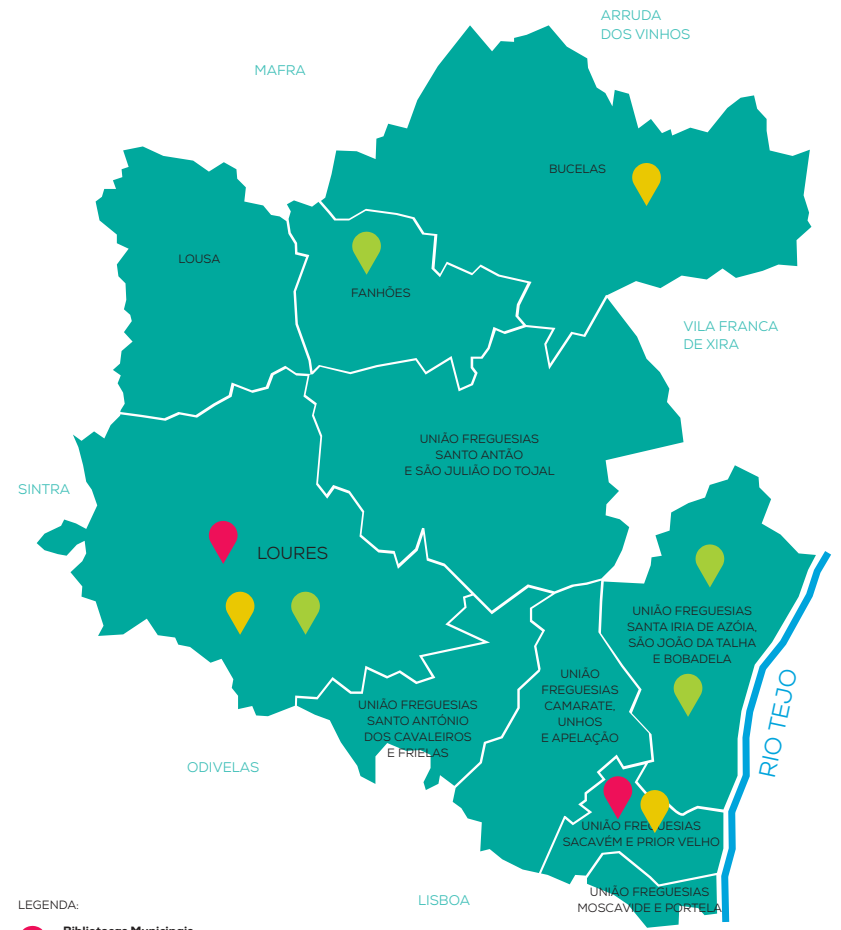 ARRUDA
DOS VINHOS
MAFRA
BUCELAS
LOUSA
FANHÕES
VILA FRANCA
DE XIRA
UNIÃO FREGUESIAS
SANTO ANTÃO
E SÃO JULIÃO DO TOJAL
SINTRA
LOURES
UNIÃO FREGUESIAS
SANTA IRIA DE AZÓIA,
SÃO JOÃO DA TALHA
E BOBADELA
UNIÃO
FREGUESIAS
CAMARATE,
UNHOS
E APELAÇÃO
UNIÃO FREGUESIAS
SANTO ANTÓNIO
DOS CAVALEIROS
E FRIELAS
RIO TEJO
ODIVELAS
UNIÃO FREGUESIAS
SACAVÉM E PRIOR VELHO
UNIÃO FREGUESIAS
MOSCAVIDE E PORTELA
LISBOA
LEGENDA:
Bibliotecas Municipais